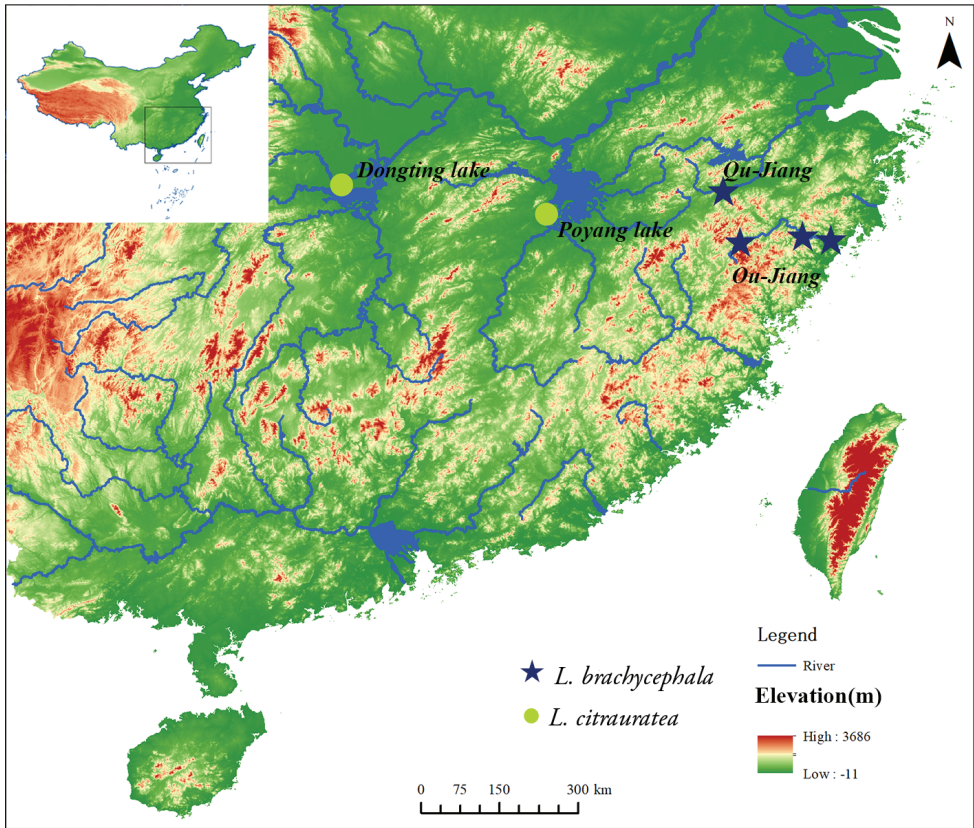 N
Dongting lake
Qu-Jiang
Poyang lake
Ou-Jiang
Legend
River
L. brachycephala
Elevation(m)
L. citrauratea
High : 3686
Low : -11
0 75 150 300 km